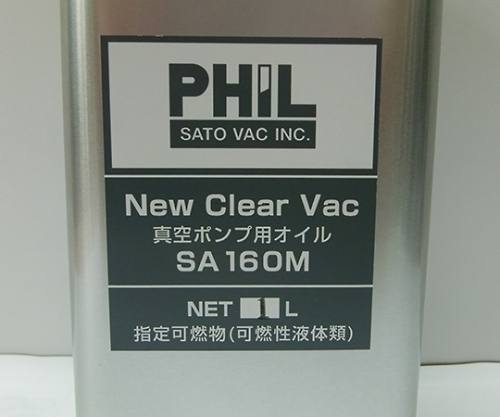 PHIL
SATO VAC INC.
New Clear Vac
真空ポンプ用オイル
SA160M
NET 1 L
指定可燃物(可燃性液体類)